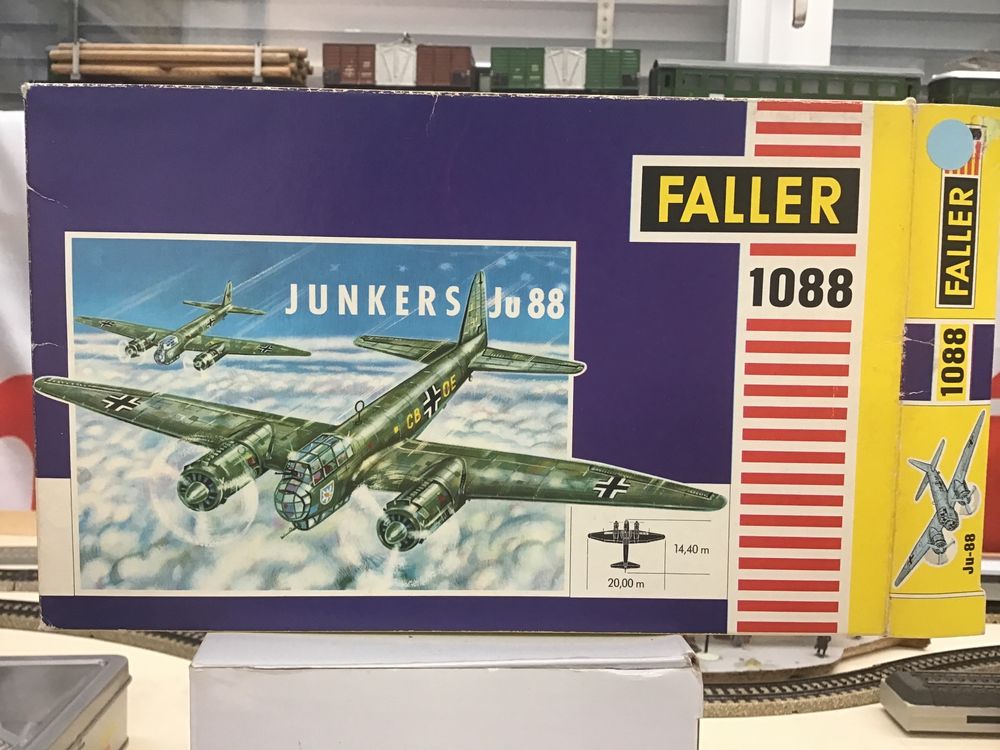 FALLER
1088
JUNKERS Ju 88
CB OE
14,40 m
20,00 m
FALLER
1088
Ju-88